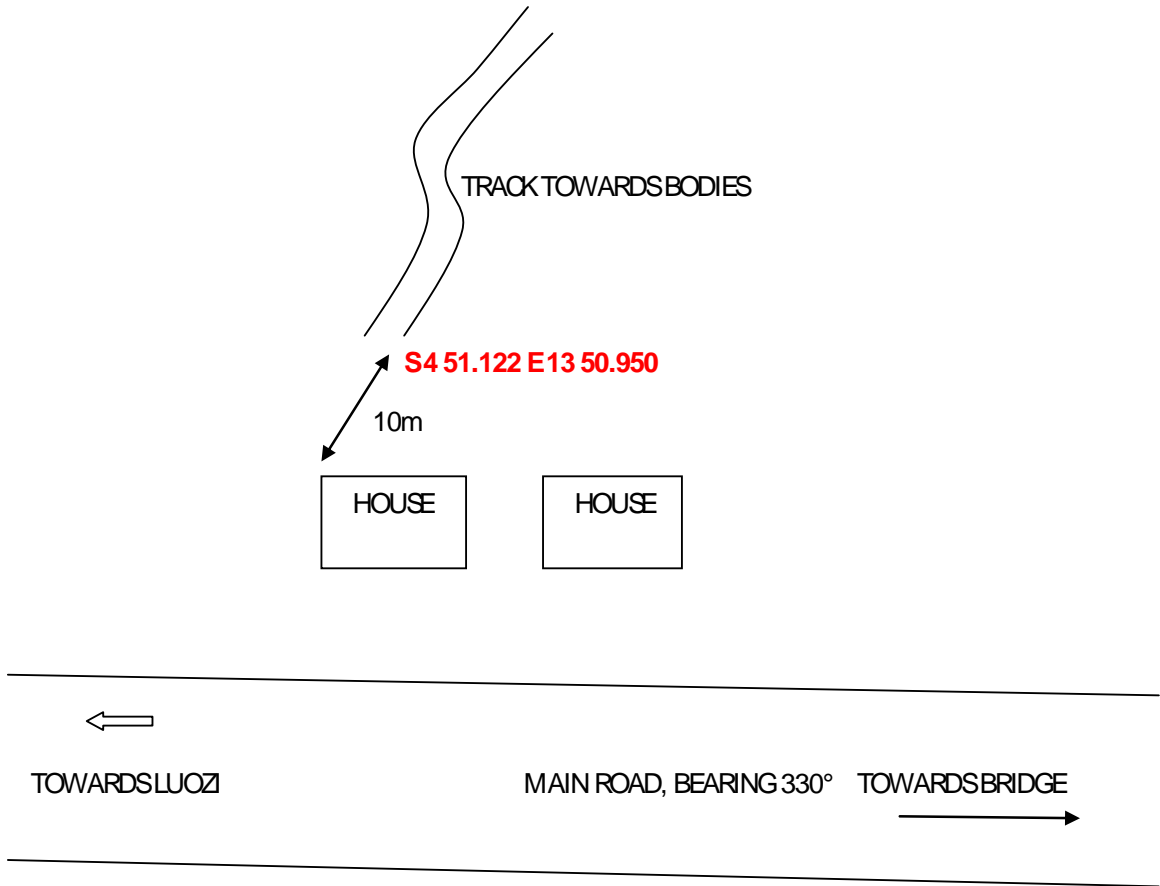 TRACK TOWARDS BODIES
S4 51.122 E13 50.950
10m
HOUSE HOUSE
TOWARDS LUOZI MAIN ROAD, BEARING 330° TOWARDS BRIDGE